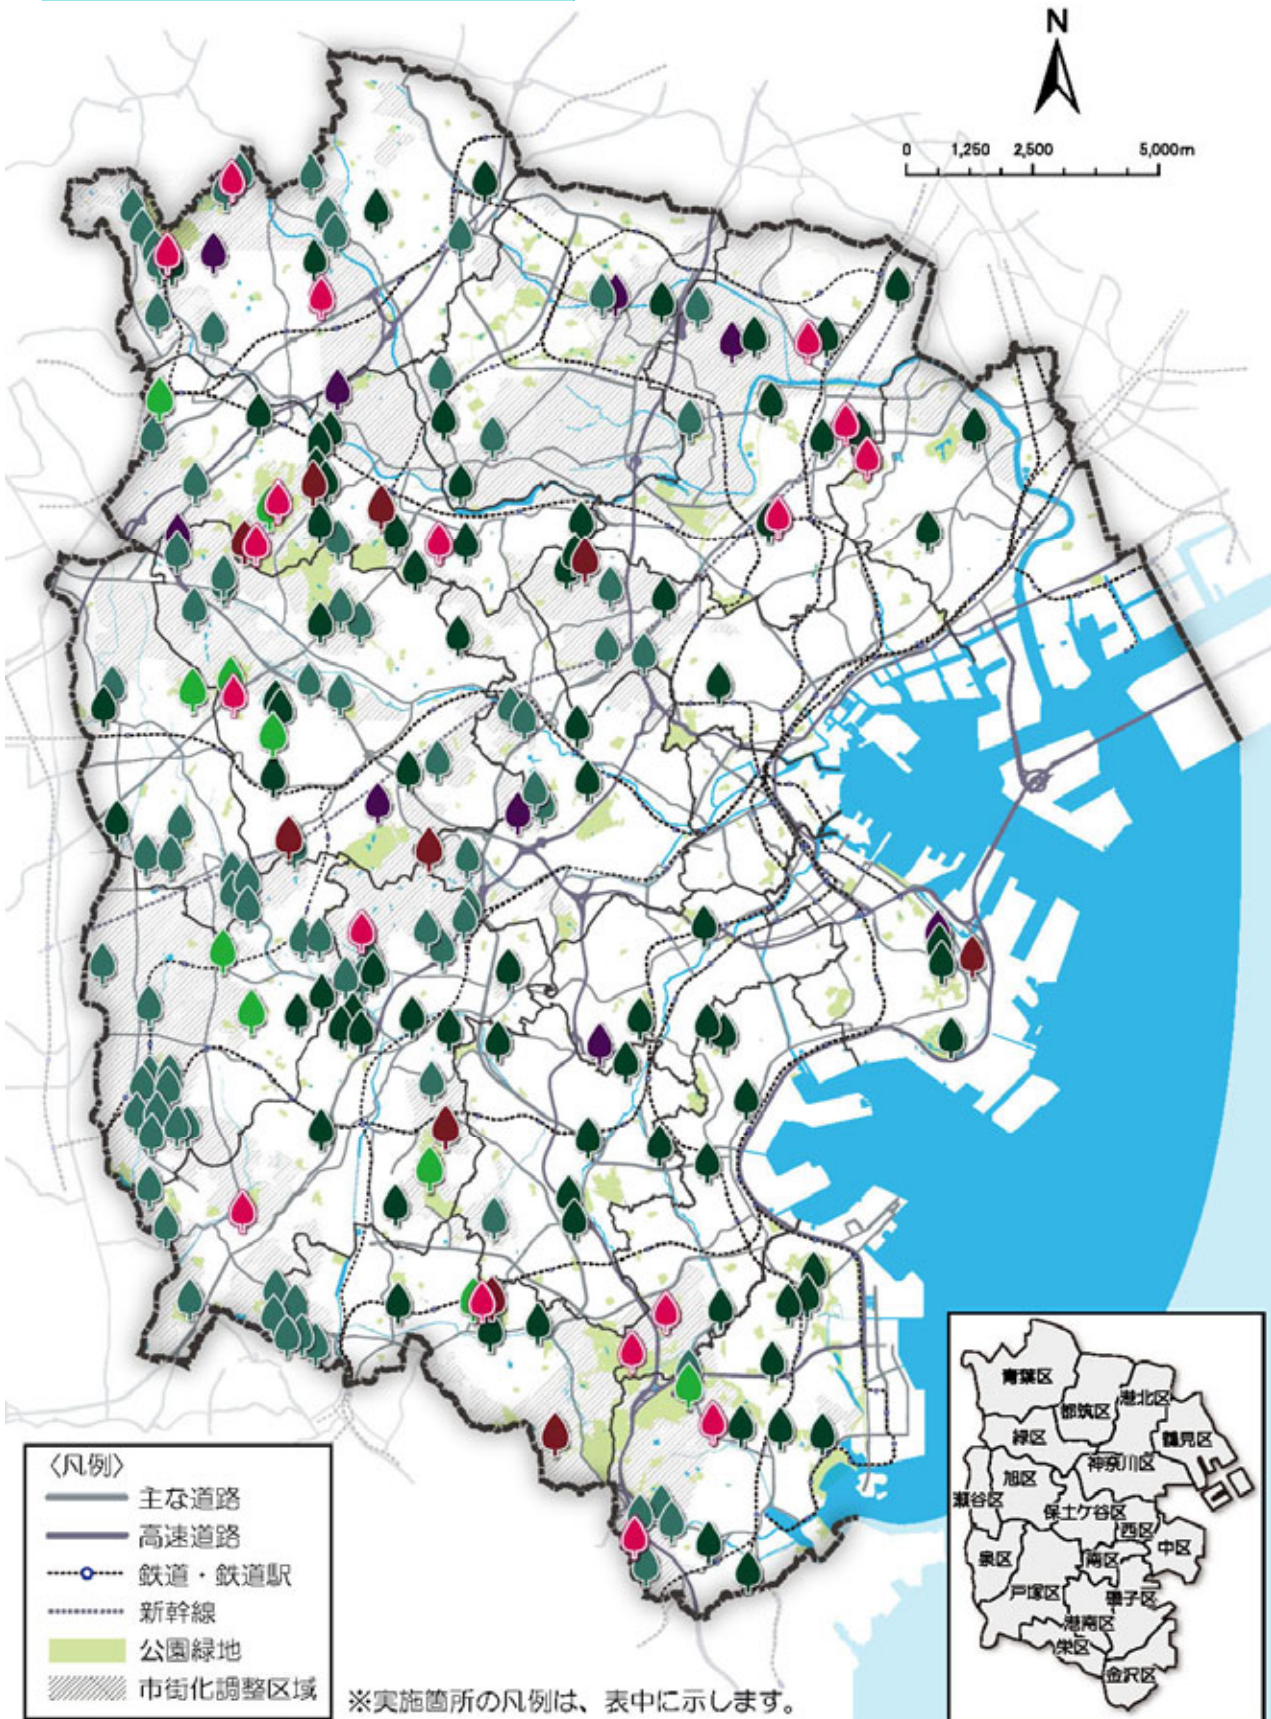 N
0 1,250 2,500 5,000m
〈凡例〉
主な道路
高速道路
鉄道・鉄道駅
新幹線
公園緑地
市街化調整区域
※実施箇所の凡例は、表中に示します。
青葉区
都筑区
港北区
緑区
鶴見区
神奈川区
旭区
瀬谷区
保土ケ谷区
西区
中区
泉区
南区
戸塚区
磯子区
港南区
栄区
金沢区